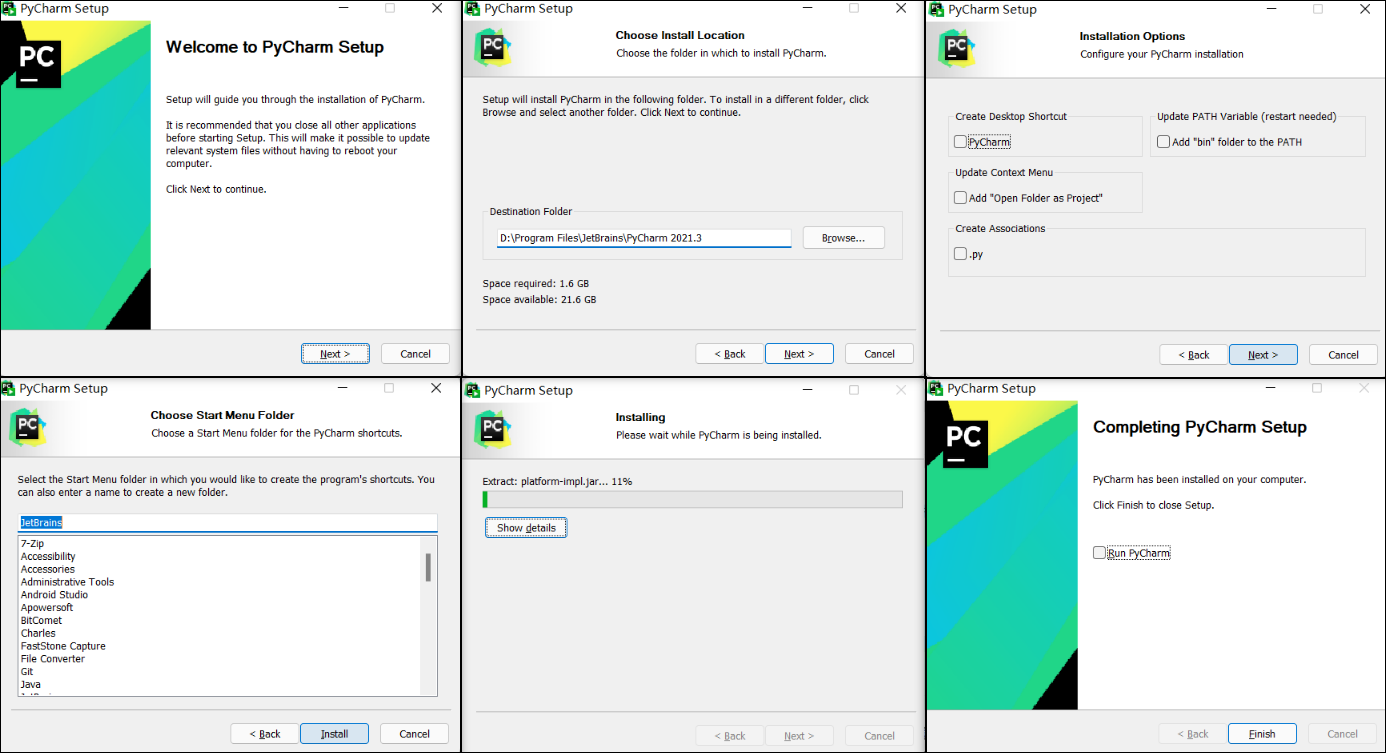 PyCharm Setup
PC
Welcome to PyCharm Setup
Setup will guide you through the installation of PyCharm.
It is recommended that you close all other applications
before starting Setup. This will make it possible to update
relevant system files without having to reboot your
computer.
Click Next to continue.
Next >
Cancel
PyCharm Setup
PC
Choose Install Location
Choose the folder in which to install PyCharm.
Setup will install PyCharm in the following folder. To install in a different folder, click
Browse and select another folder. Click Next to continue.
Destination Folder
D:\Program Files\JetBrains\PyCharm 2021.3
Browse...
Space required: 1.6 GB
Space available: 21.6 GB
< Back
Next >
Cancel
PyCharm Setup
PC
Installation Options
Configure your PyCharm installation
Create Desktop Shortcut
PyCharm
Update PATH Variable (restart needed)
Add "bin" folder to the PATH
Update Context Menu
Add "Open Folder as Project"
Create Associations
.py
< Back
Next >
Cancel
PyCharm Setup
PC
Choose Start Menu Folder
Choose a Start Menu folder for the PyCharm shortcuts.
Select the Start Menu folder in which you would like to create the program's shortcuts. You
can also enter a name to create a new folder.
JetBrains
7-Zip
Accessibility
Accessories
Administrative Tools
Android Studio
Apowersoft
BitComet
Charles
FastStone Capture
File Converter
Git
Java
< Back
Install
Cancel
PyCharm Setup
PC
Installing
Please wait while PyCharm is being installed.
Extract: platform-impl.jar... 11%
Show details
< Back
Next >
Cancel
PyCharm Setup
PC
Completing PyCharm Setup
PyCharm has been installed on your computer.
Click Finish to close Setup.
Run PyCharm
< Back
Finish
Cancel